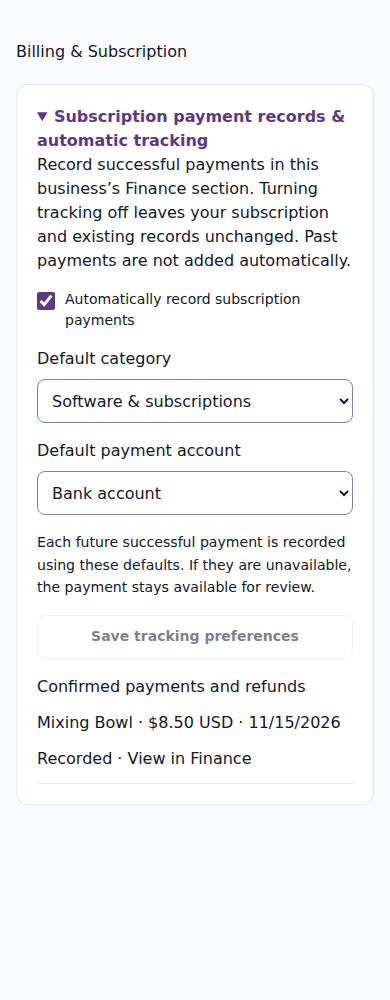 Billing & Subscription
Subscription payment records &
automatic tracking
Record successful payments in this
business’s Finance section. Turning
tracking off leaves your subscription
and existing records unchanged. Past
payments are not added automatically.
Automatically record subscription
payments
Default category
Software & subscriptions
Default payment account
Bank account
Each future successful payment is recorded
using these defaults. If they are unavailable,
the payment stays available for review.
Save tracking preferences
Confirmed payments and refunds
Mixing Bowl · $8.50 USD · 11/15/2026
Recorded · View in Finance